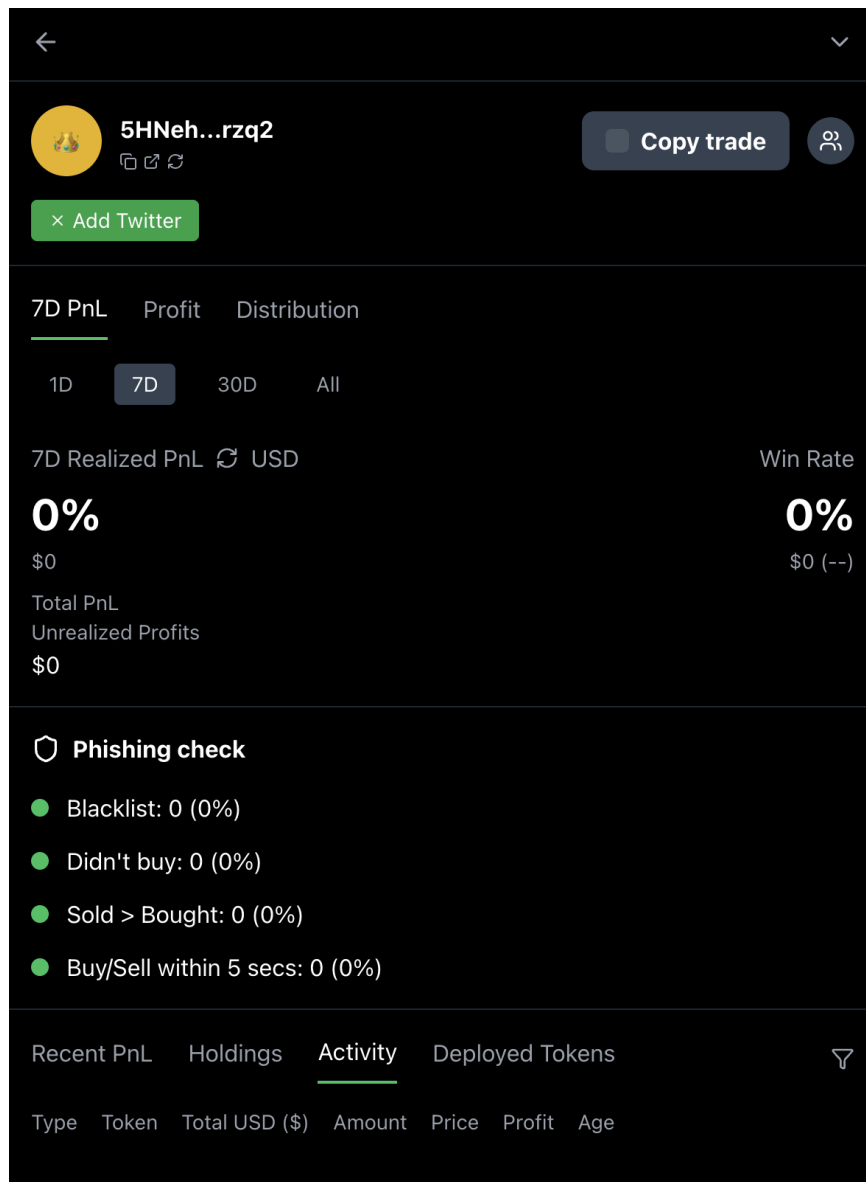 5HNeh...rzq2
Copy trade
Add Twitter
7D PnL Profit Distribution
1D 7D 30D All
7D Realized PnL USD Win Rate
0% 0%
$0 $0 (--)
Total PnL
Unrealized Profits
$0
Phishing check
Blacklist: 0 (0%)
Didn't buy: 0 (0%)
Sold > Bought: 0 (0%)
Buy/Sell within 5 secs: 0 (0%)
Recent PnL Holdings Activity Deployed Tokens
Type Token Total USD ($) Amount Price Profit Age